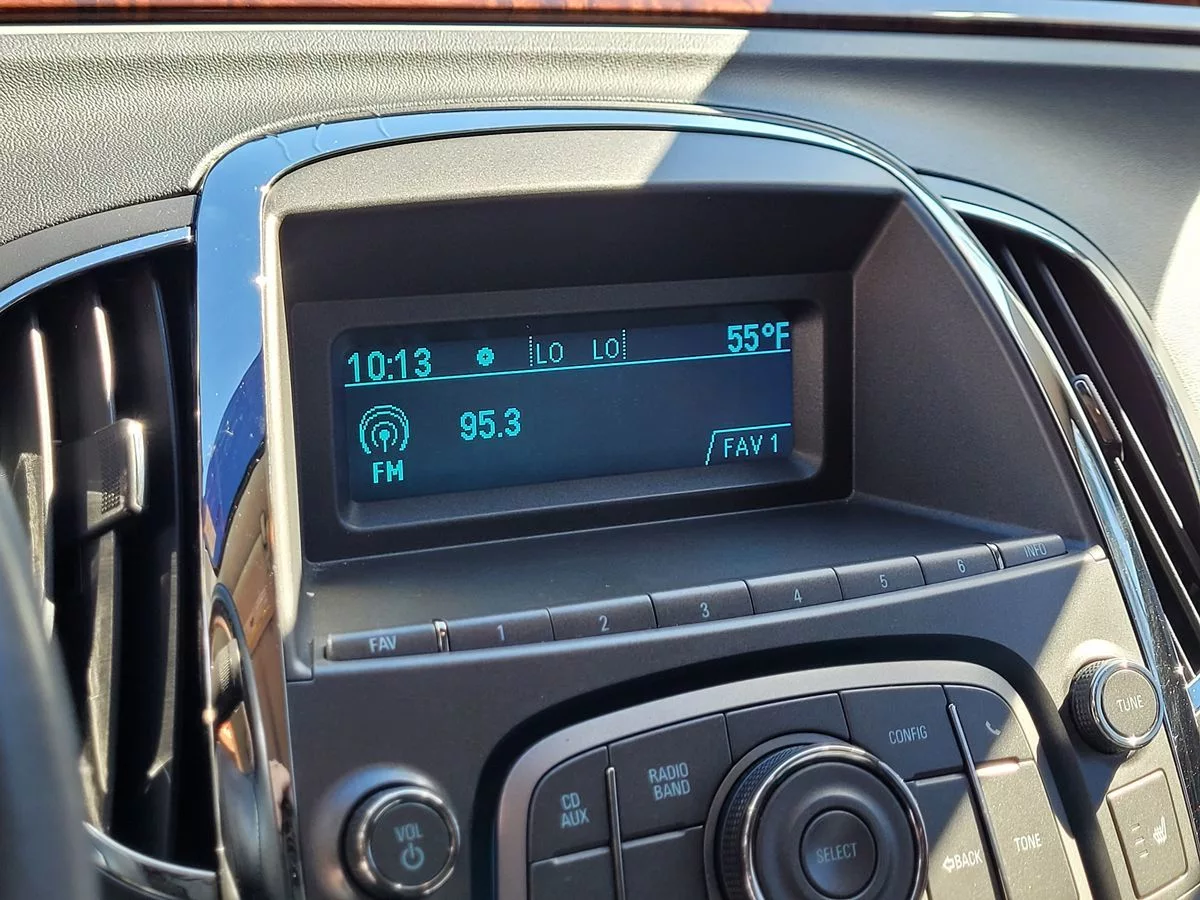 10:13 LO LO 55°F
95.3
FM
FAV 1
FAV 1 2 3 4 5 6 INFO
TUNE
CONFIG
RADIO
BAND
CD
AUX
VOL
SELECT
BACK
TONE